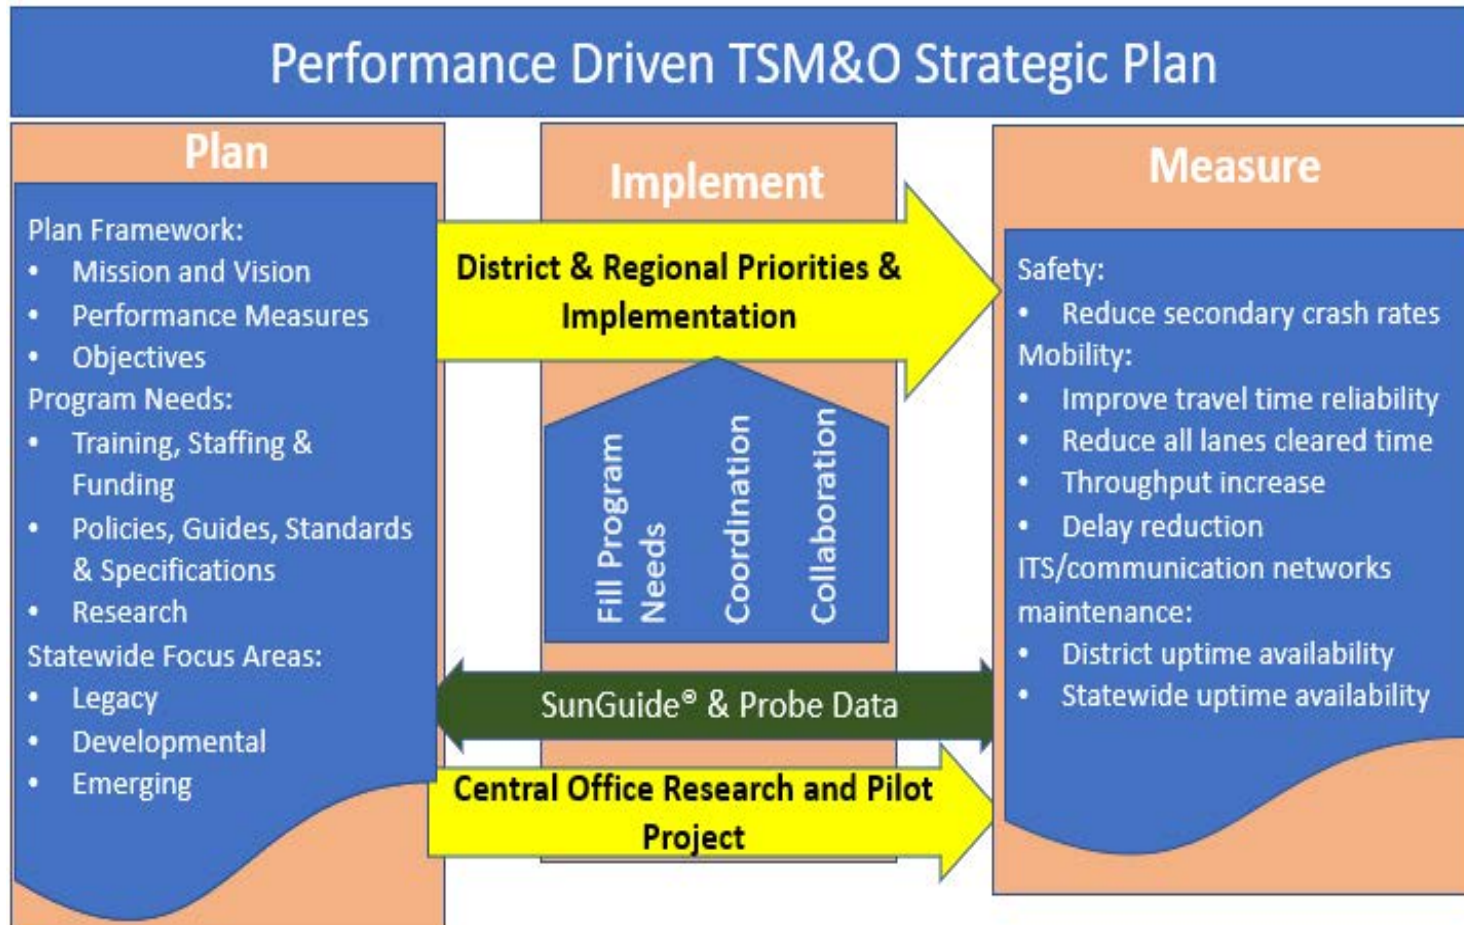 Performance Driven TSM&O Strategic Plan
Plan
Plan Framework:
• Mission and Vision
• Performance Measures
• Objectives
Program Needs:
• Training, Staffing &
Funding
• Policies, Guides, Standards
& Specifications
• Research
Statewide Focus Areas:
• Legacy
• Developmental
• Emerging
Implement
District & Regional Priorities &
Implementation
Fill Program
Needs
Coordination
Collaboration
SunGuide® & Probe Data
Central Office Research and Pilot
Project
Measure
Safety:
• Reduce secondary crash rates
Mobility:
• Improve travel time reliability
• Reduce all lanes cleared time
• Throughput increase
• Delay reduction
ITS/communication networks
maintenance:
• District uptime availability
• Statewide uptime availability